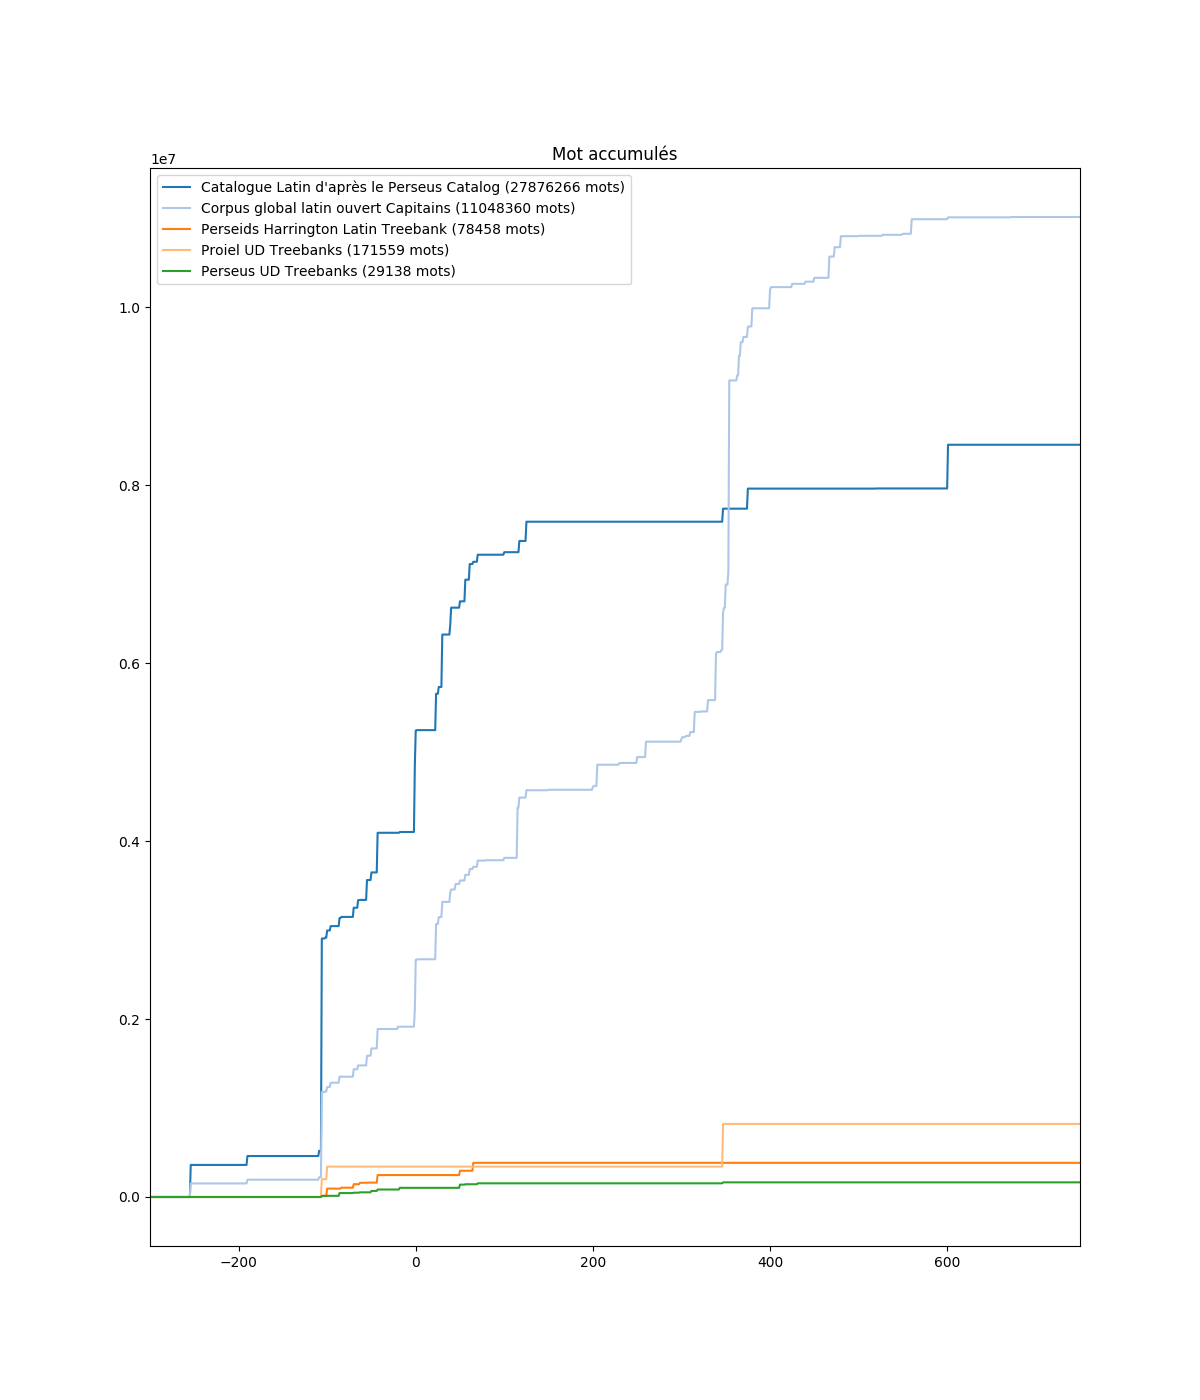 Mot accumulés
1e7
Catalogue Latin d'après le Perseus Catalog (27876266 mots)
Corpus global latin ouvert Capitains (11048360 mots)
Perseids Harrington Latin Treebank (78458 mots)
Proiel UD Treebanks (171559 mots)
Perseus UD Treebanks (29138 mots)
1.0
0.8
0.6
0.4
0.2
0.0
−200 0 200 400 600